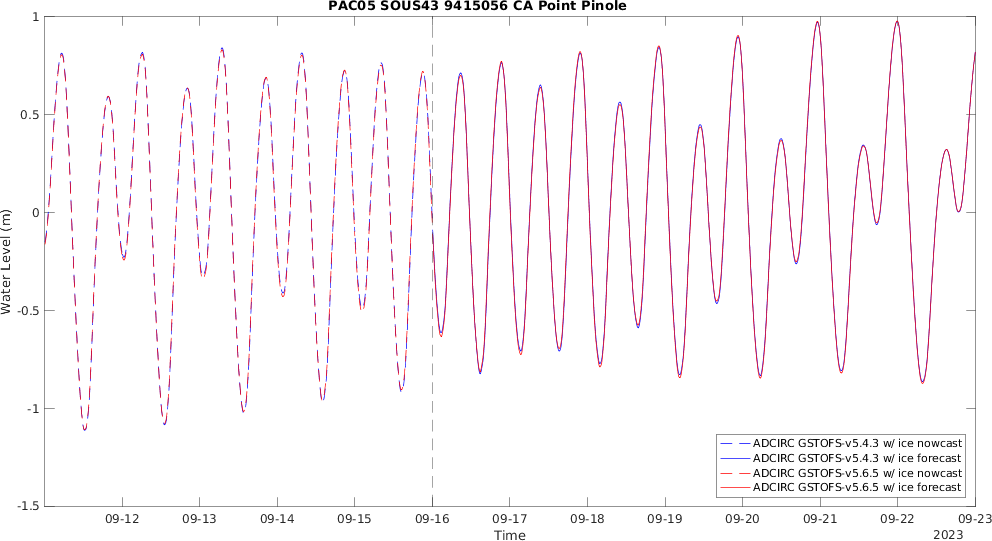 PAC05 SOUS43 9415056 CA Point Pinole
1
0.5
0
-0.5
-1
-1.5
Water Level (m)
ADCIRC GSTOFS-v5.4.3 w/ ice nowcast
ADCIRC GSTOFS-v5.4.3 w/ ice forecast
ADCIRC GSTOFS-v5.6.5 w/ ice nowcast
ADCIRC GSTOFS-v5.6.5 w/ ice forecast
09-12 09-13 09-14 09-15 09-16 09-17 09-18 09-19 09-20 09-21 09-22 09-23
Time
2023